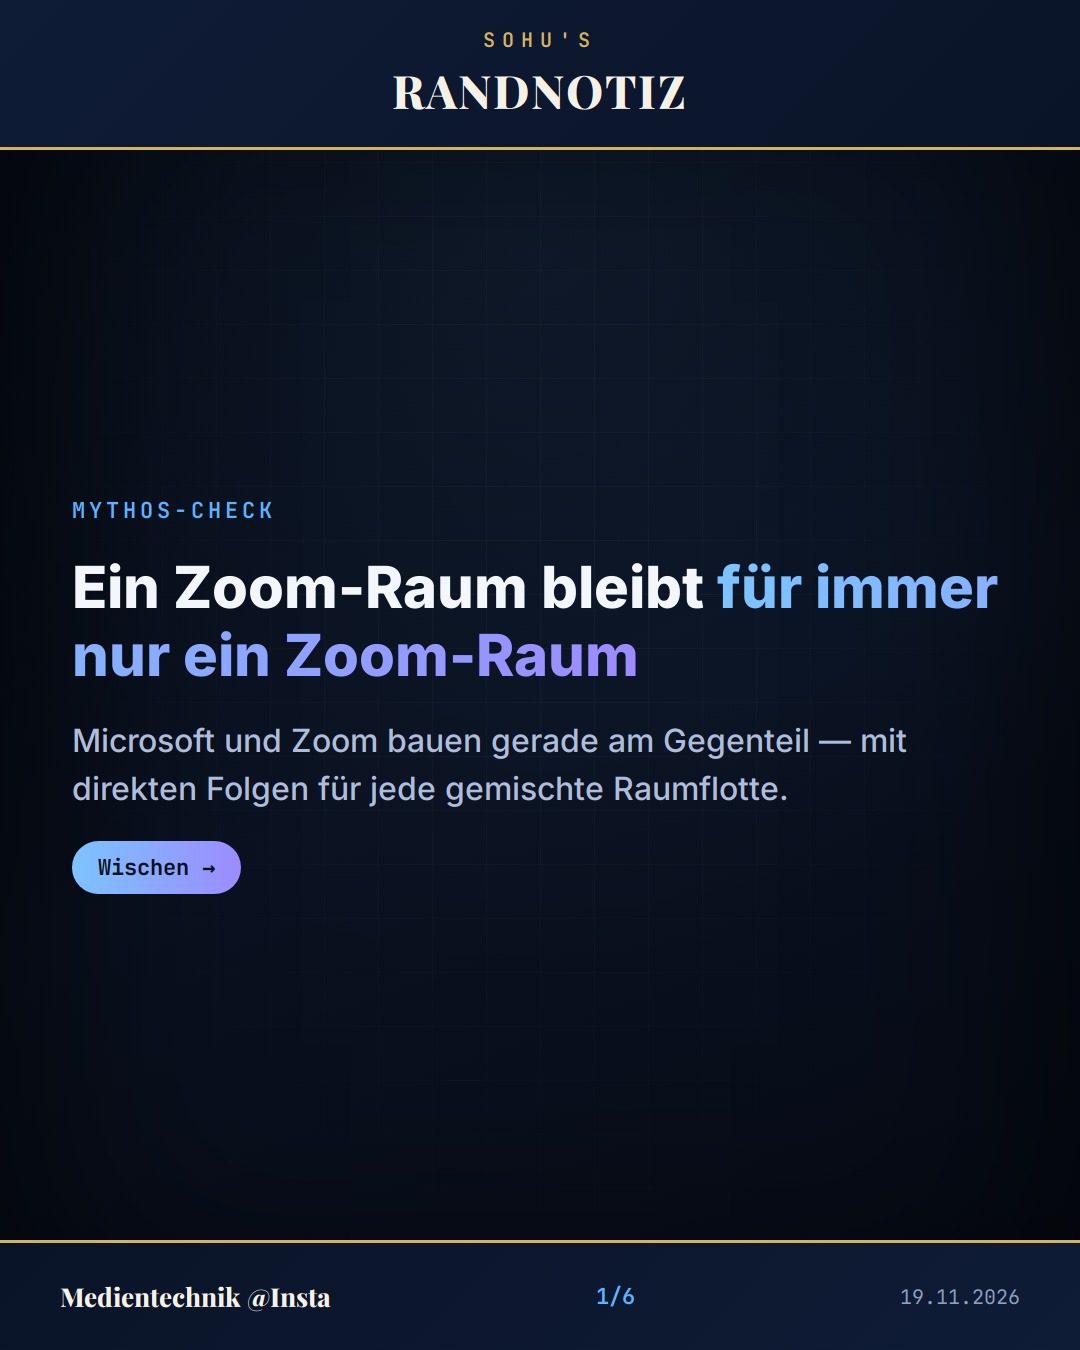 SOHU'S
RANDNOTIZ
MYTHOS-CHECK
Ein Zoom-Raum bleibt für immer
nur ein Zoom-Raum
Microsoft und Zoom bauen gerade am Gegenteil — mit
direkten Folgen für jede gemischte Raumflotte.
Wischen →
Medientechnik @Insta
1/6
19.11.2026